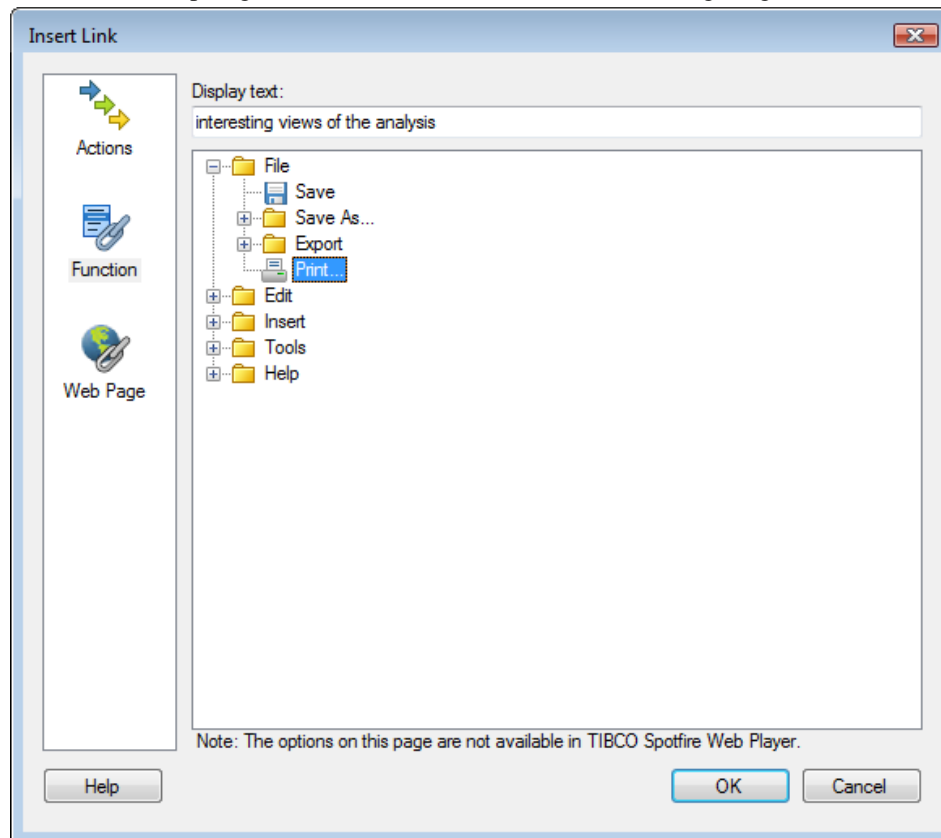 Insert Link
Actions
Function
Web Page
Display text:
interesting views of the analysis
File
Save
Save As...
Export
Print...
Edit
Insert
Tools
Help
Note: The options on this page are not available in TIBCO Spotfire Web Player.
Help
OK
Cancel